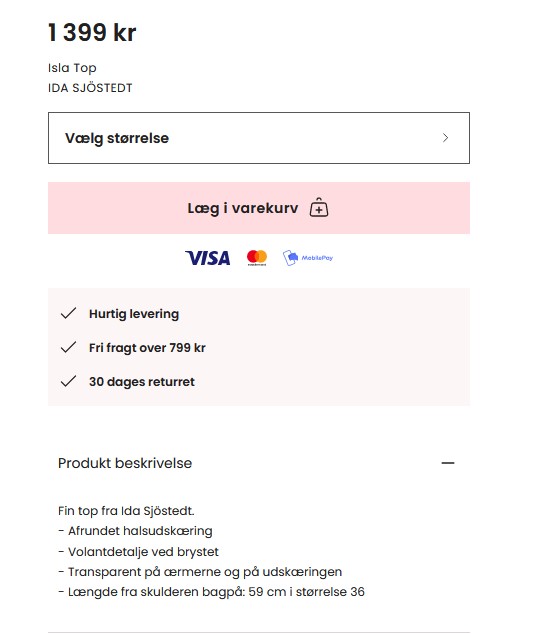 1 399 kr
Isla Top
IDA SJÖSTEDT
Vælg størrelse
Læg i varekurv
VISA
MobilePay
Hurtig levering
Fri fragt over 799 kr
30 dages returret
Produkt beskrivelse
Fin top fra Ida Sjöstedt.
- Afrundet halsudskæring
- Volantdetalje ved brystet
- Transparent på ærmerne og på udskæringen
- Længde fra skulderen bagpå: 59 cm i størrelse 36